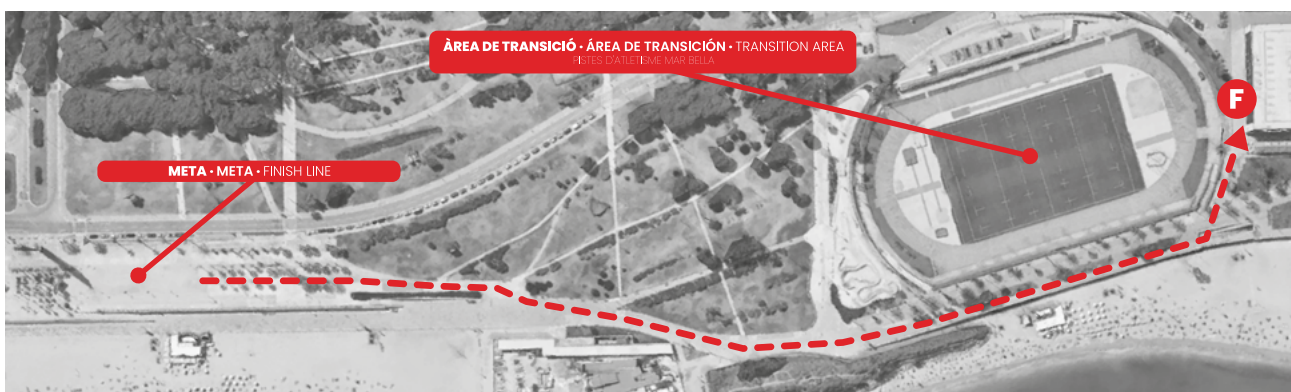 ÀREA DE TRANSICIÓ · ÁREA DE TRANSICIÓN · TRANSITION AREA
PISTES D'ATLETISME MAR BELLA
F
META · META · FINISH LINE